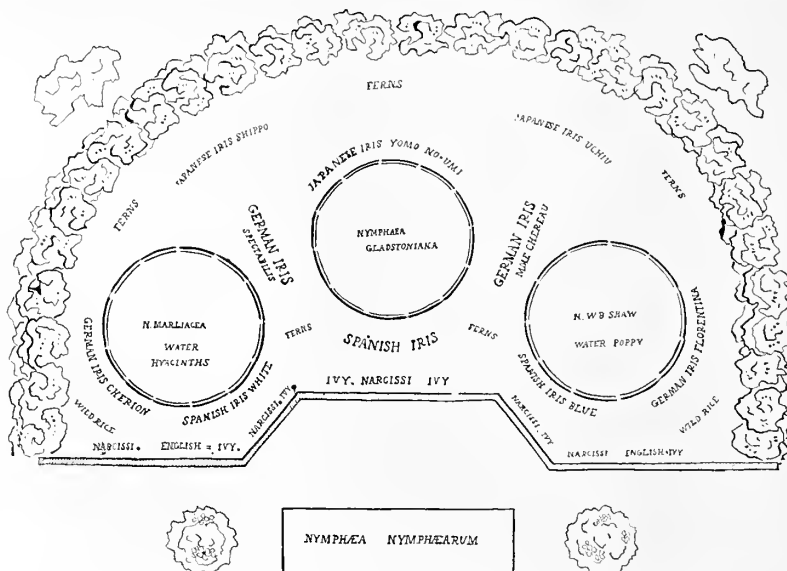 FERNS
JAPANESE IRIS SHIPPO
JAPANESE IRIS UCHIU
JAPANESE IRIS YOMO NO-UMI
FERNS
FERNS
GERMAN IRIS
SPECTABILIS
NYMPHAEA
GLADSTONIANA
GERMAN IRIS
MME CHEREAU
N. MARLIACEA
WATER
HYACINTHS
FERNS
SPANISH IRIS
FERNS
N. W B SHAW
WATER POPPY
GERMAN IRIS CHERION
SPANISH IRIS WHITE
IVY. NARCISSI IVY
SPANISH IRIS BLUE
GERMAN IRIS FLORENTINA
WILD RICE
NARCISSI. IVY.
NARCISSI. IVY
WILD RICE
NARCISSI. ENGLISH = IVY.
NARCISSI ENGLISH-IVY
NYMPHÆA NYMPHÆARUM